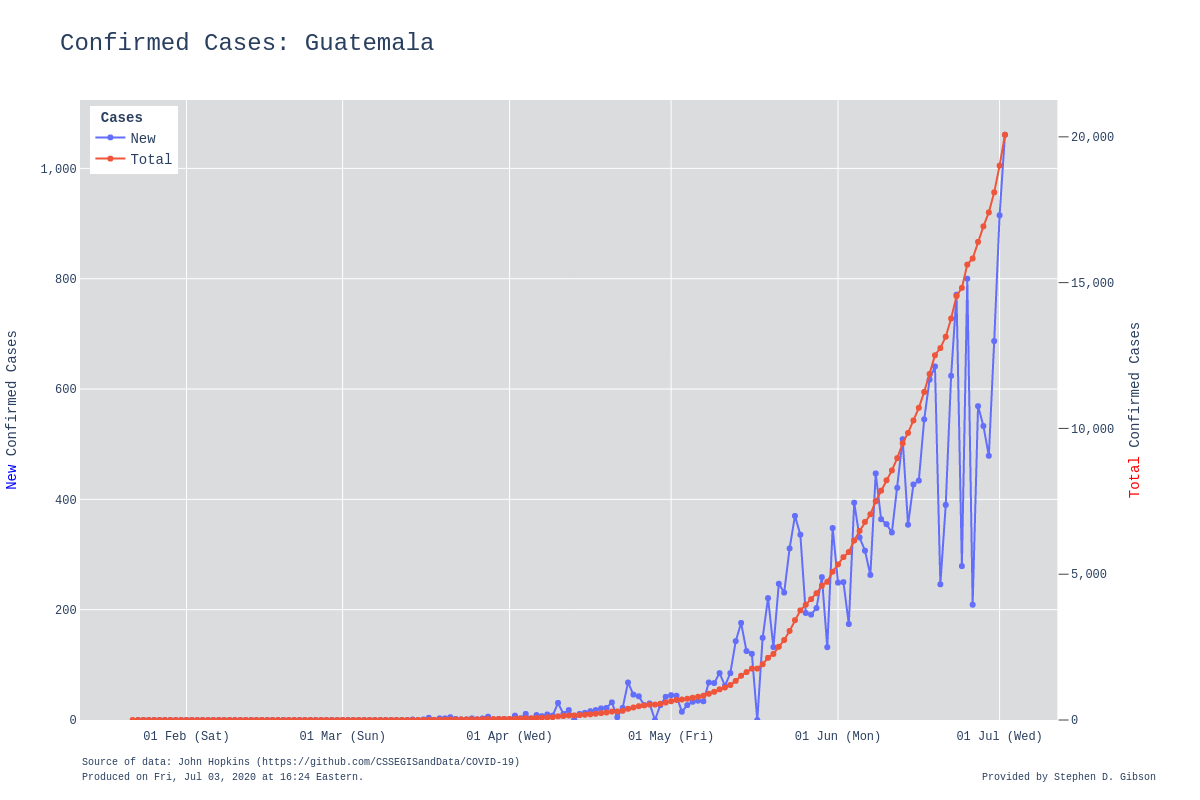 Confirmed Cases: Guatemala
Cases
New
Total
1,000
800
600
400
200
0
20,000
15,000
10,000
5,000
0
New Confirmed Cases
Total Confirmed Cases
01 Feb (Sat) 01 Mar (Sun) 01 Apr (Wed) 01 May (Fri) 01 Jun (Mon) 01 Jul (Wed)
Source of data: John Hopkins (https://github.com/CSSEGISandData/COVID-19)
Produced on Fri, Jul 03, 2020 at 16:24 Eastern.
Provided by Stephen D. Gibson